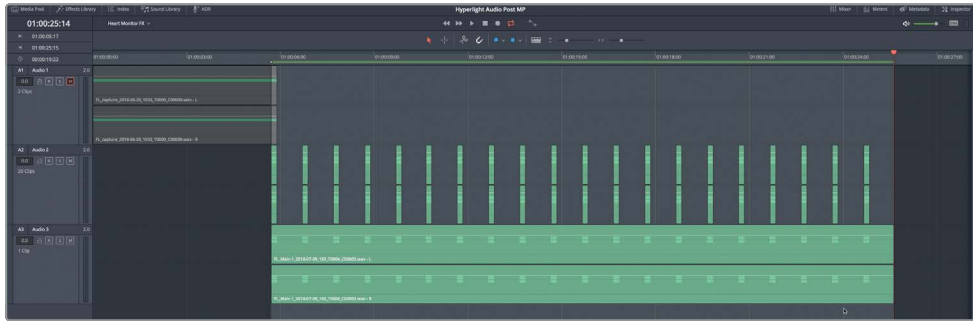 Media Pool
Effects Library
Index
Sound Library
ADR
Hyperlight Audio Post MP
Mixer
Meters
Metadata
Inspector
01:00:25:14
Heart Monitor FX
01:00:05:17
01:00:25:15
00:00:19:22
01:00:00:00
01:00:03:00
01:00:06:00
01:00:09:00
01:00:12:00
01:00:15:00
01:00:18:00
01:00:21:00
01:00:24:00
01:00:27:00
A1 Audio 1 2.0
0.0 R S M
2 Clips
A2 Audio 2 2.0
0.0 R S M
20 Clips
A3 Audio 3 2.0
0.0 R S M
1 Clip